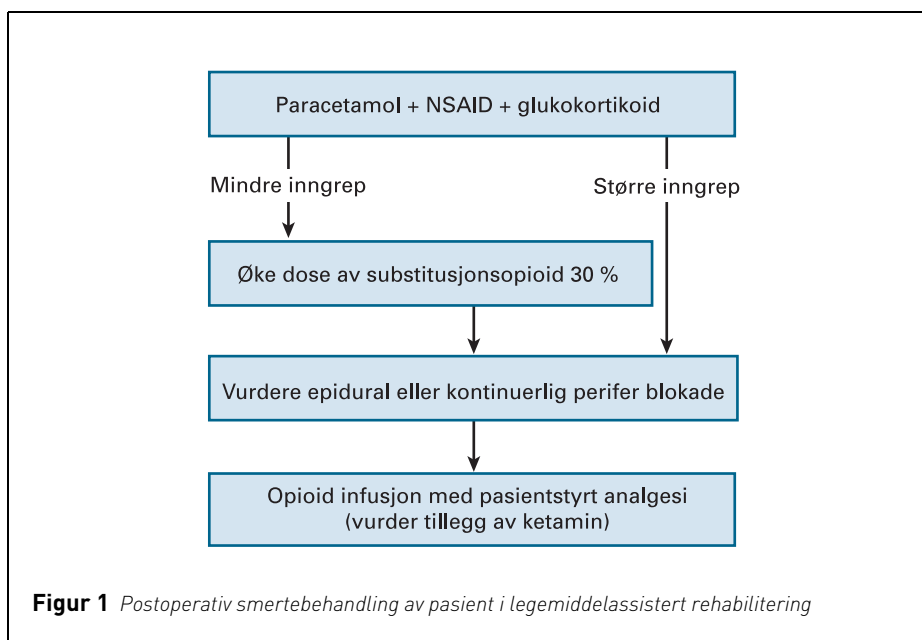 Paracetamol + NSAID + glukokortikoid
Mindre inngrep
Større inngrep
Øke dose av substitusjonsopioid 30 %
Vurdere epidural eller kontinuerlig perifer blokade
Opioid infusjon med pasientstyrt analgesi
(vurder tillegg av ketamin)
Figur 1 Postoperativ smertebehandling av pasient i legemiddelassistert rehabilitering